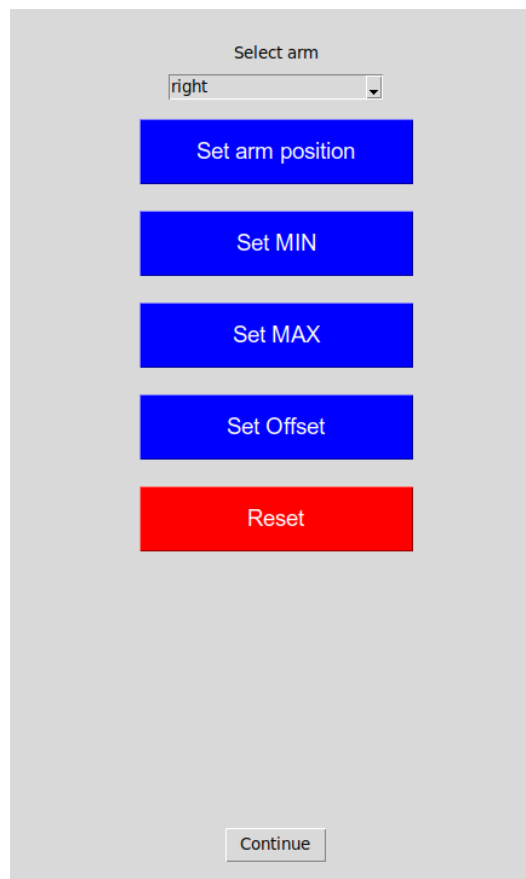 Select arm
right
Set arm position
Set MIN
Set MAX
Set Offset
Reset
Continue